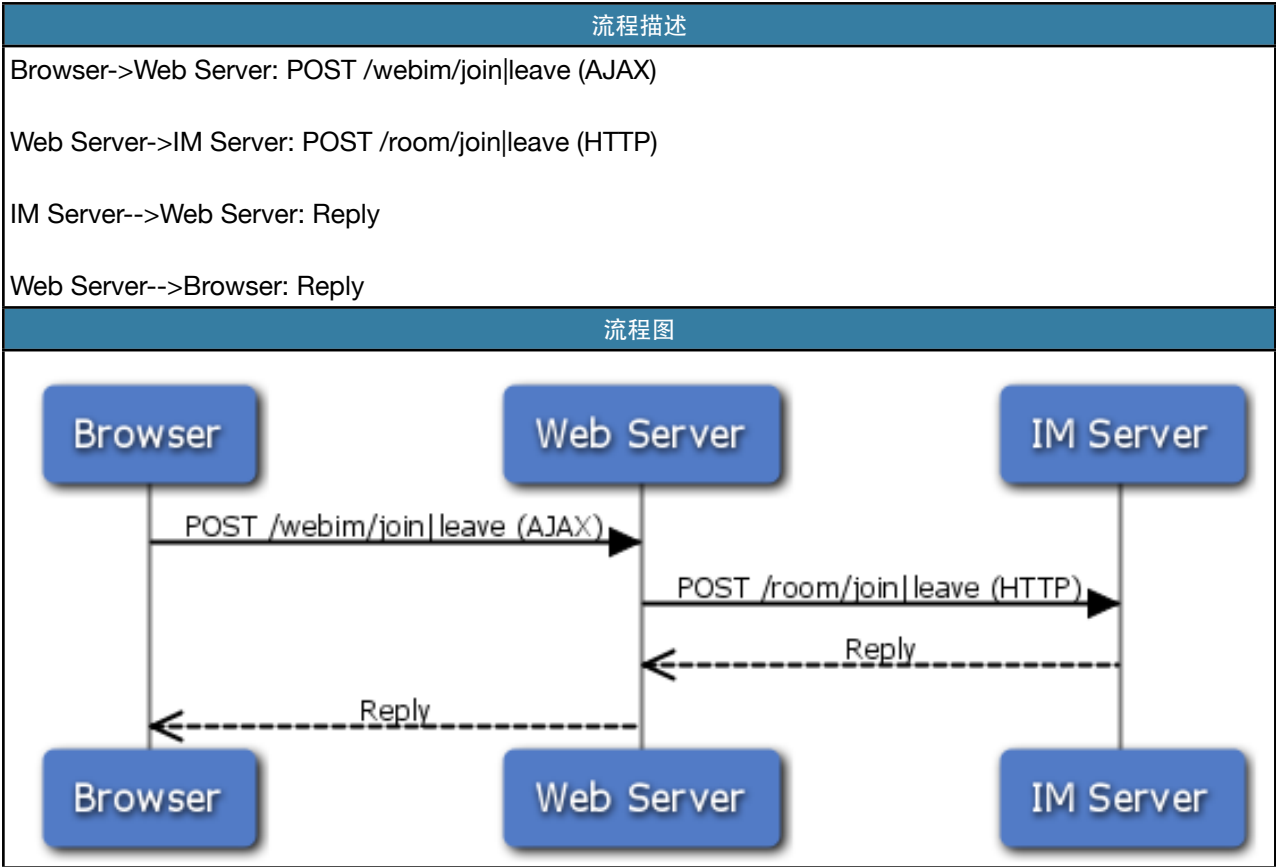 流程描述
Browser->Web Server: POST /webim/join|leave (AJAX)
Web Server->IM Server: POST /room/join|leave (HTTP)
IM Server-->Web Server: Reply
Web Server-->Browser: Reply
流程图
Browser
Web Server
IM Server
POST /webim/join|leave (AJAX)
POST /room/join|leave (HTTP)
Reply
Reply
Browser
Web Server
IM Server